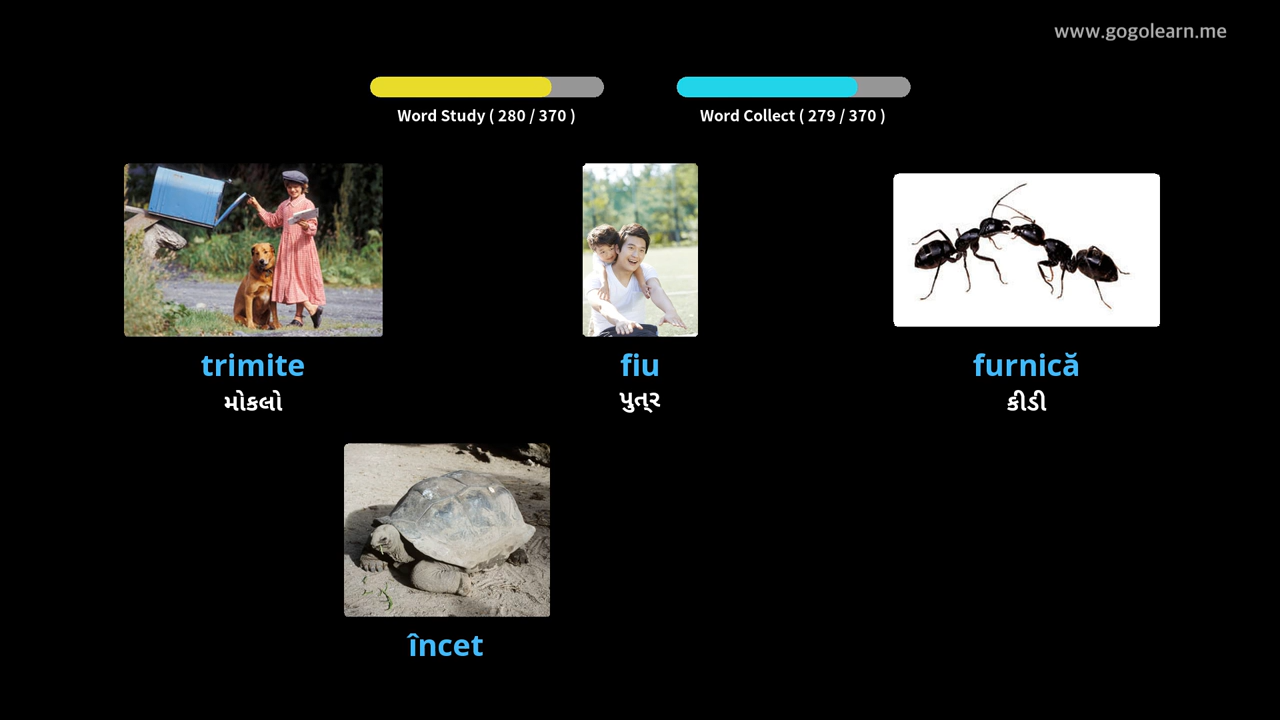 www.gogolearn.me
Word Study ( 280 / 370 )
Word Collect ( 279 / 370 )
trimite
મોકલો
fiu
પુત્ર
furnică
કીડી
încet